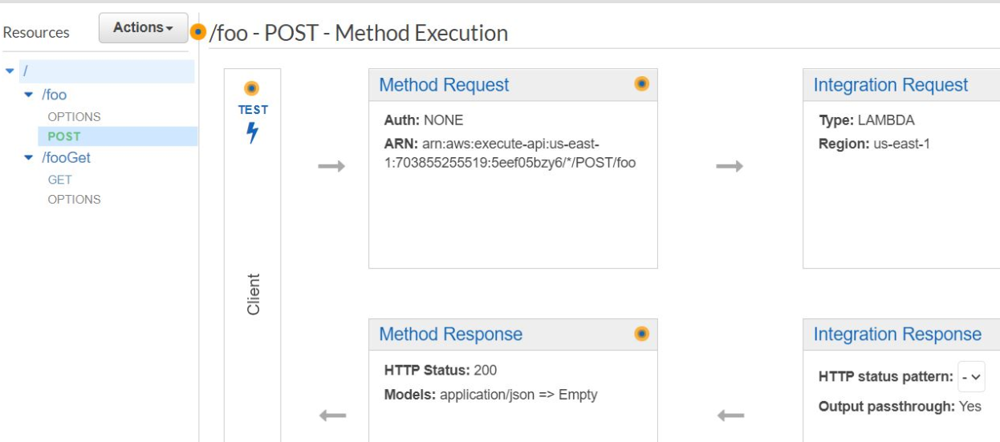 Resources
Actions
/foo - POST - Method Execution
/
/foo
OPTIONS
POST
/fooGet
GET
OPTIONS
TEST
Client
Method Request
Auth: NONE
ARN: arn:aws:execute-api:us-east-
1:703855255519:5eef05bzy6/*/POST/foo
Integration Request
Type: LAMBDA
Region: us-east-1
Method Response
HTTP Status: 200
Models: application/json => Empty
Integration Response
HTTP status pattern: -
Output passthrough: Yes